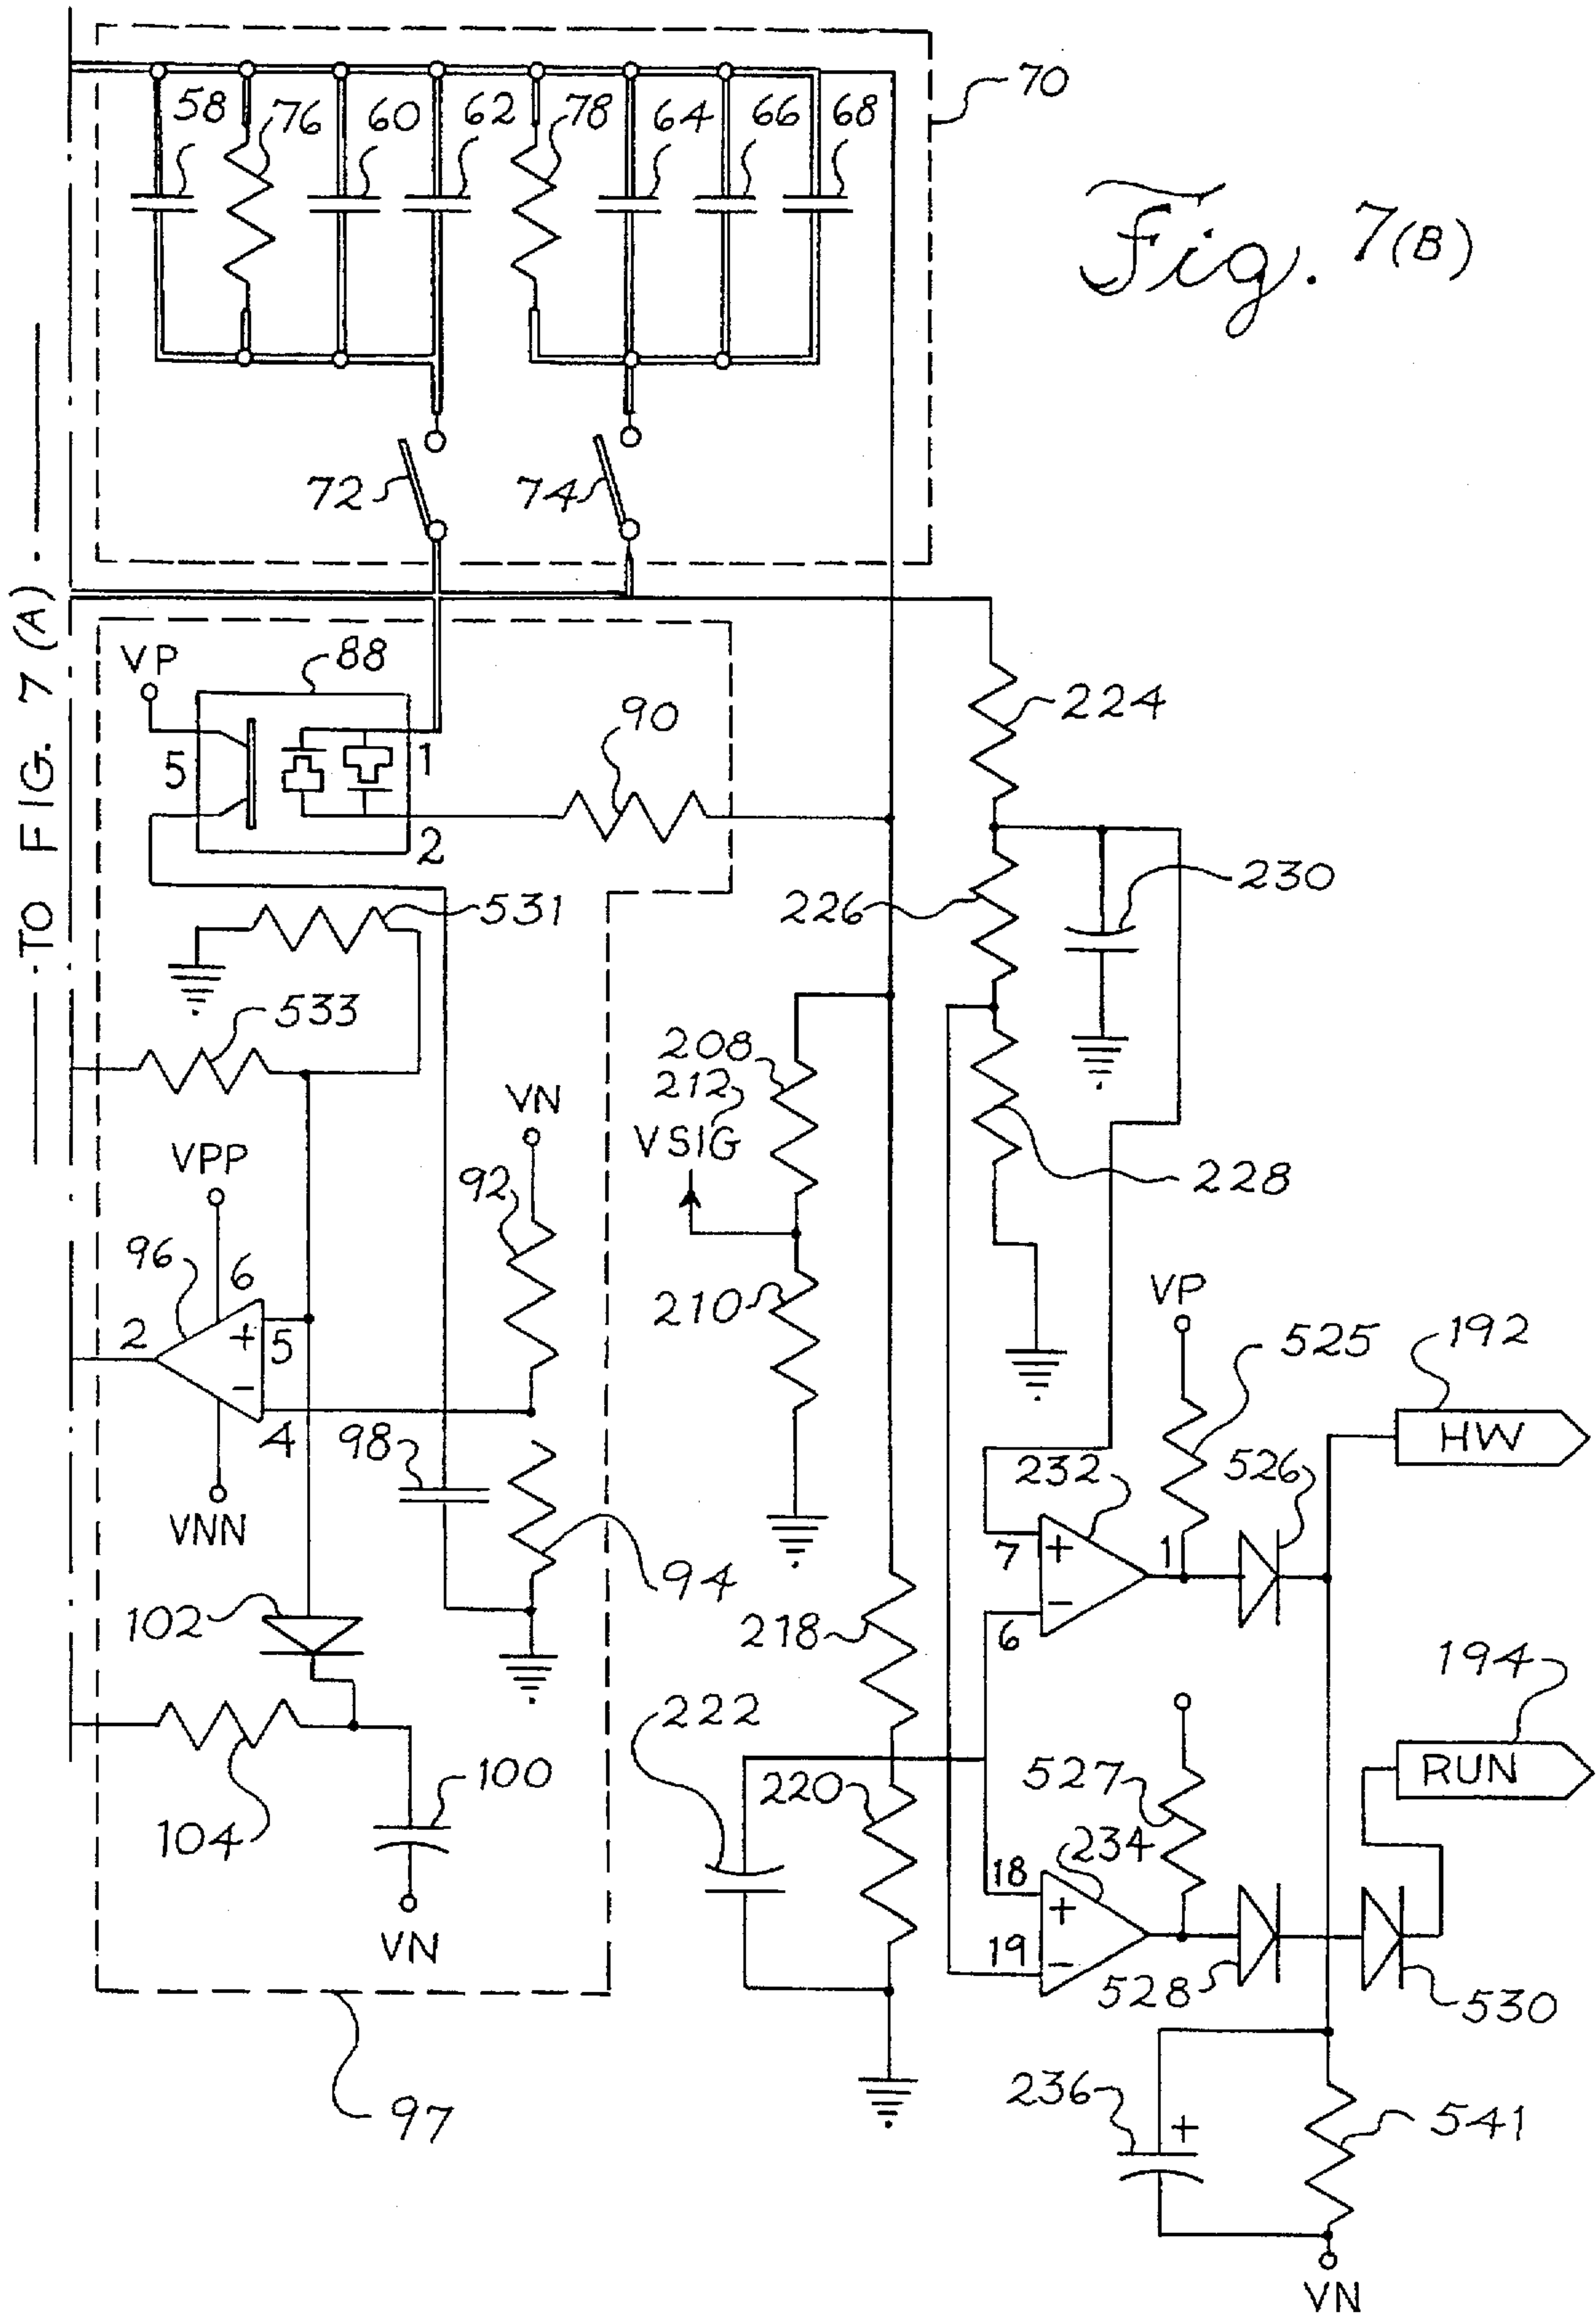 70
58 76 60 62 78 64 66 68
Fig. 7(B)
72 74
TO FIG. 7 (A)
VP 88
5 1
2
90
224
531
226 230
533
208
212
VSIG
VN
VPP
92
228
96 6
2 + 5
- 4
210
VP
525
192
HW
98
VNN
232 526
7 + 1
6 -
94
102
218
194
RUN
222
100
220
527
104
234
18 +
19 -
VN
528 530
97
236 +
541
VN